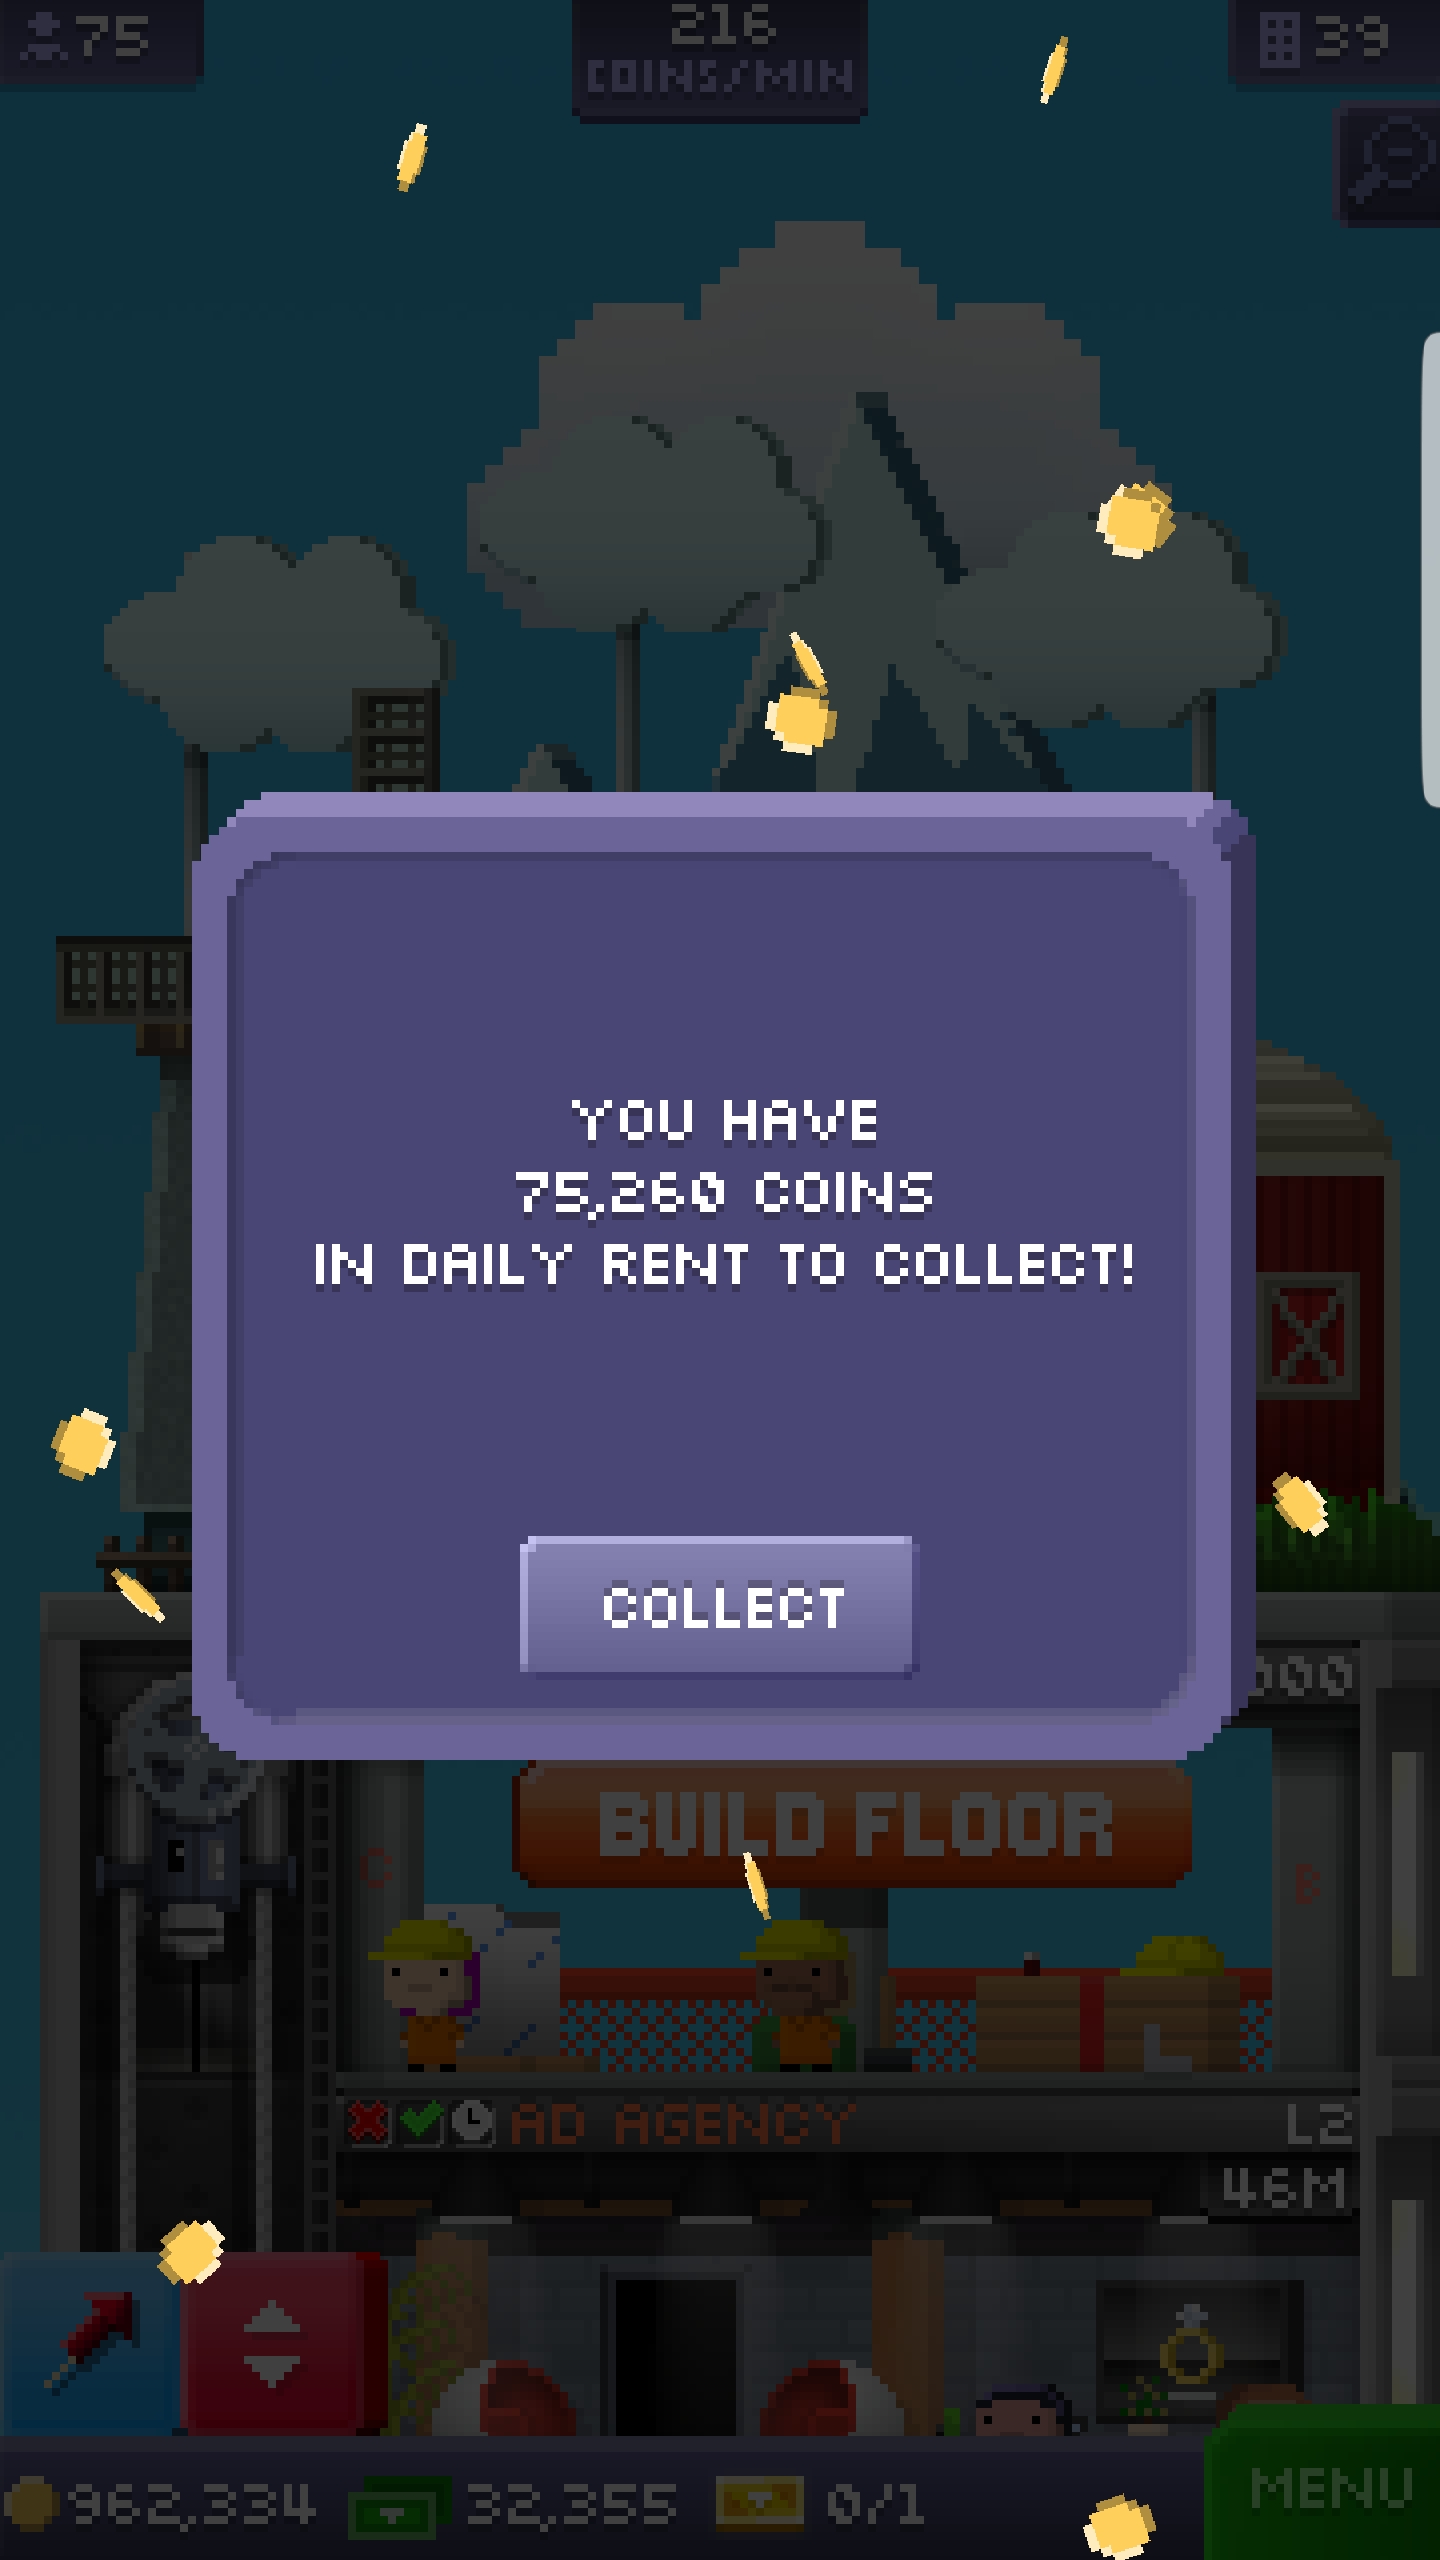 75
216
COINS/MIN
39
YOU HAVE
75,260 COINS
IN DAILY RENT TO COLLECT!
COLLECT
000
BUILD FLOOR
C
B
AD AGENCY
L2
46M
962,334
32,355
0/1
MENU